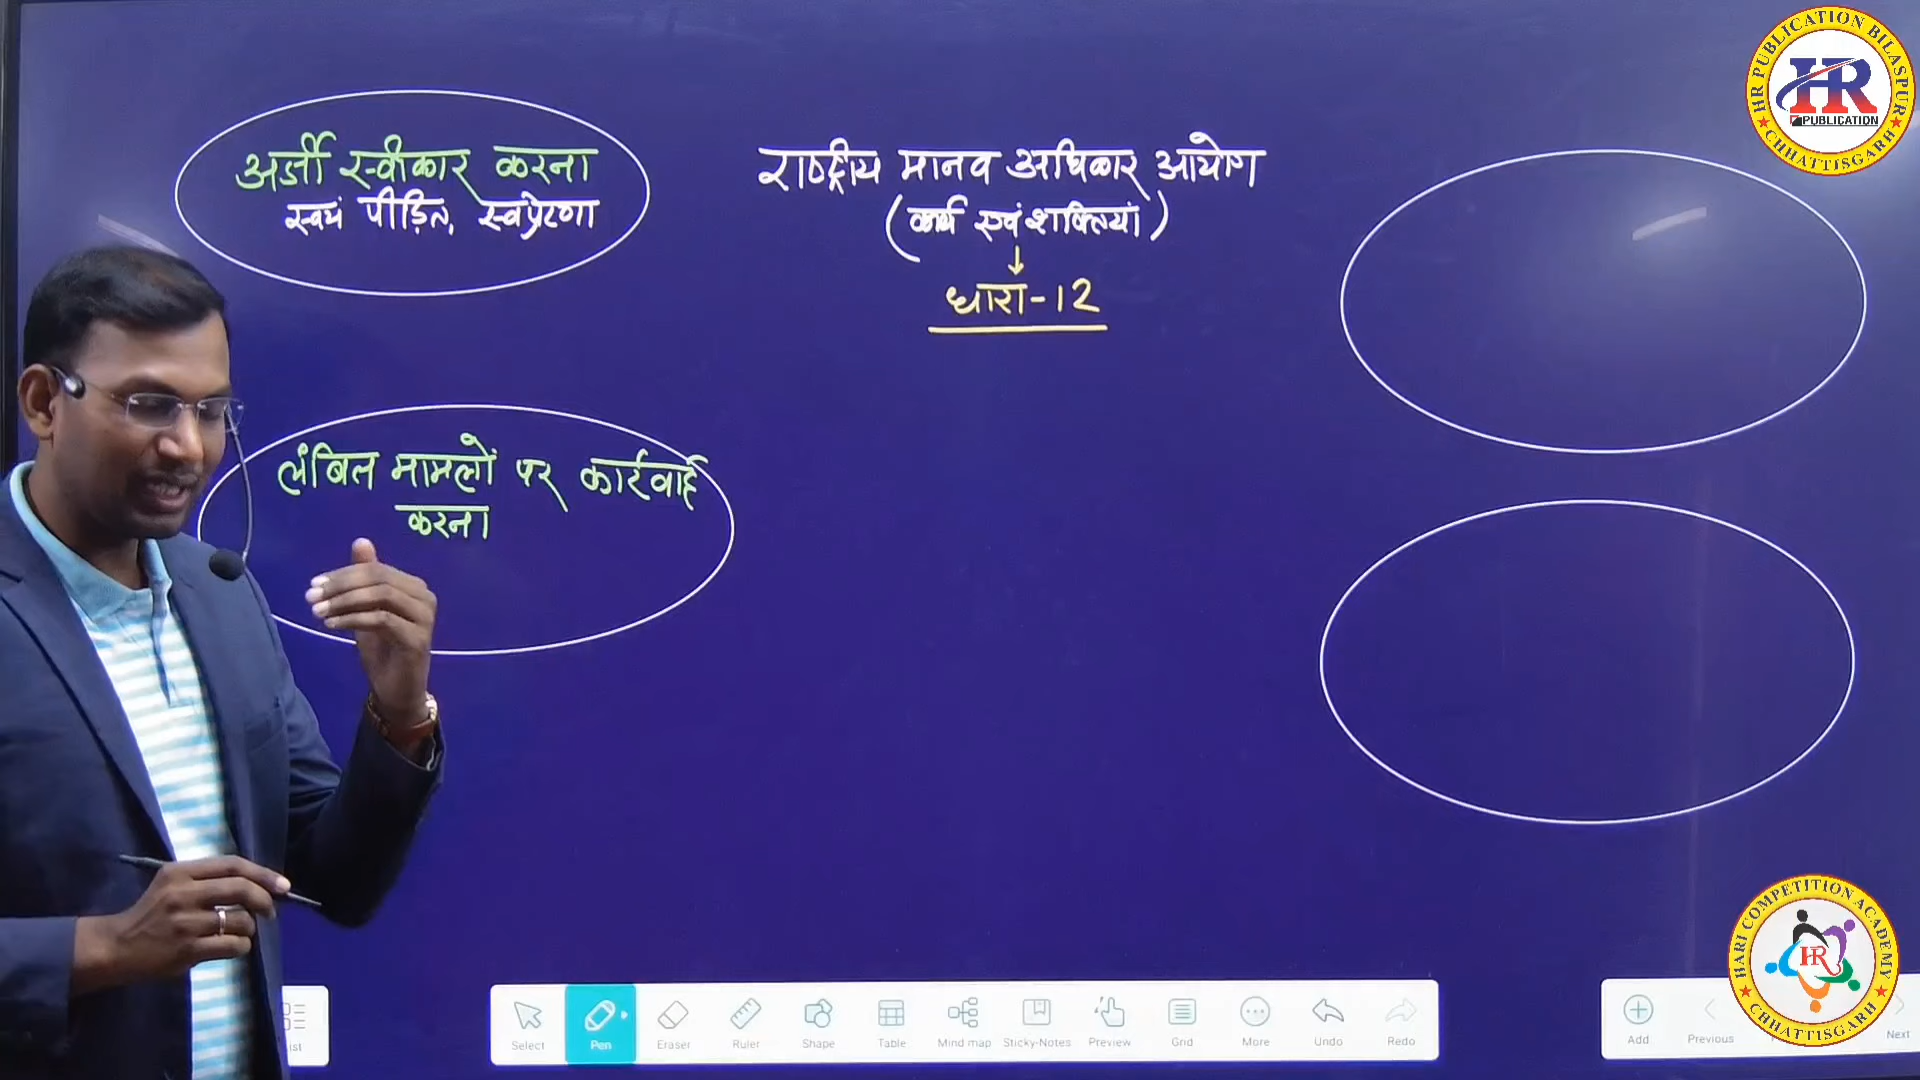 अर्जी स्वीकार करना
स्वयं पीड़ित, स्वप्रेरणा
राष्ट्रीय मानव अधिकार आयोग
(कार्य एवं शक्तियां)
↓
धारा-12
लंबित मामलों पर कार्रवाई
करना
HR PUBLICATION BILASPUR
HR
PUBLICATION
★ CHHATTISGARH ★
HARI COMPETITION ACADEMY
HR
★ CHHATTISGARH ★
Select
Pen
Eraser
Ruler
Shape
Table
Mind map
Sticky-Notes
Preview
Grid
More
Undo
Redo
Add
Previous
Next